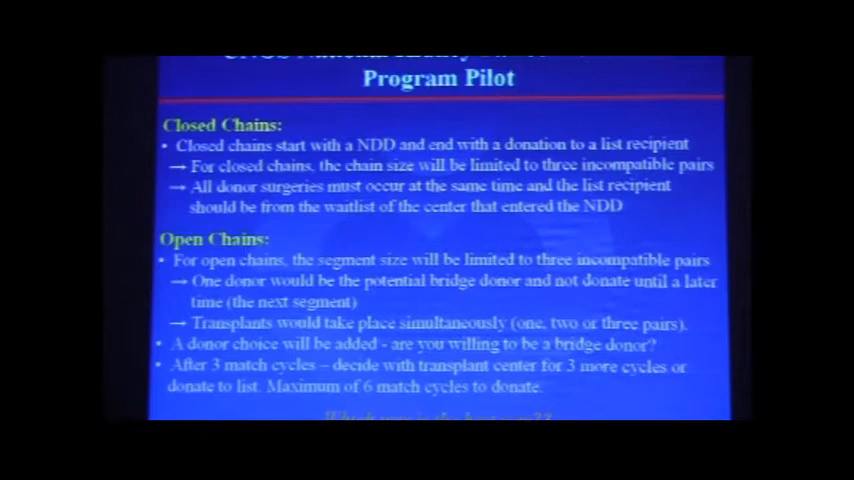 Program Pilot
Closed Chains:
• Closed chains start with a NDD and end with a donation to a list recipient
→ For closed chains, the chain size will be limited to three incompatible pairs
→ All donor surgeries must occur at the same time and the list recipient
should be from the waitlist of the center that entered the NDD
Open Chains:
• For open chains, the segment size will be limited to three incompatible pairs
→ One donor would be the potential bridge donor and not donate until a later
time (the next segment)
→ Transplants would take place simultaneously (one, two or three pairs).
• A donor choice will be added - are you willing to be a bridge donor?
• After 3 match cycles – decide with transplant center for 3 more cycles or
donate to list. Maximum of 6 match cycles to donate.